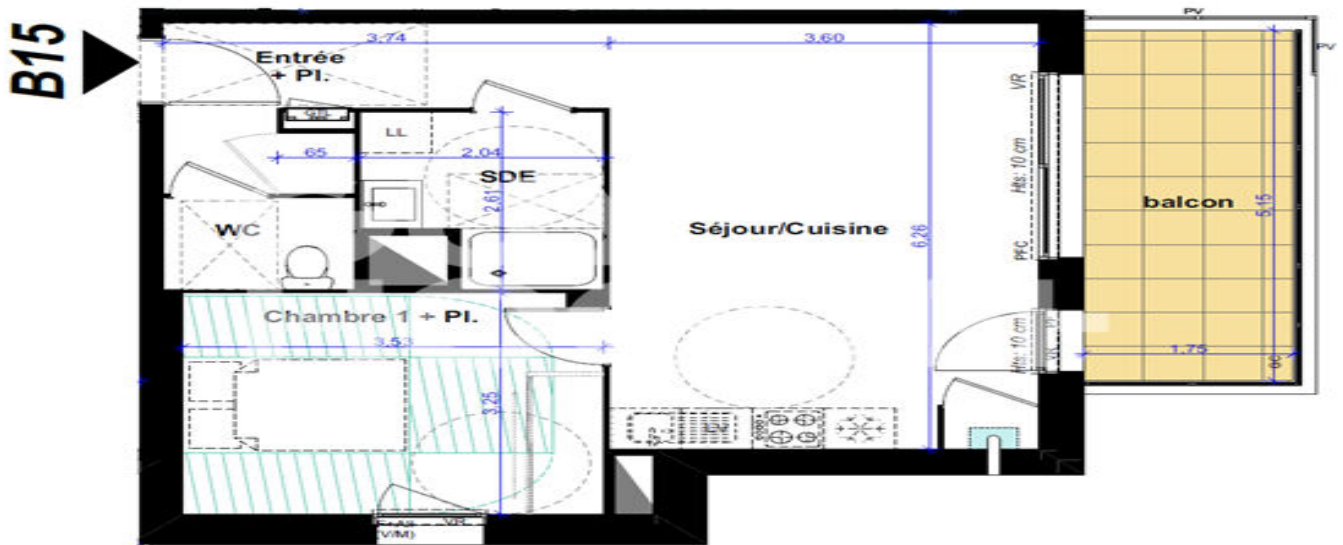 B15
Entrée
+ Pl.
3,74
3,60
PV
PV
VR
LL
65
2,04
SDE
2,61
Hts: 10 cm
WC
Séjour/Cuisine
6,26
balcon
5,15
PFC
Chambre 1 + Pl.
3,53
3,25
Hts: 10 cm
1,75
GC
VR
(V/M)